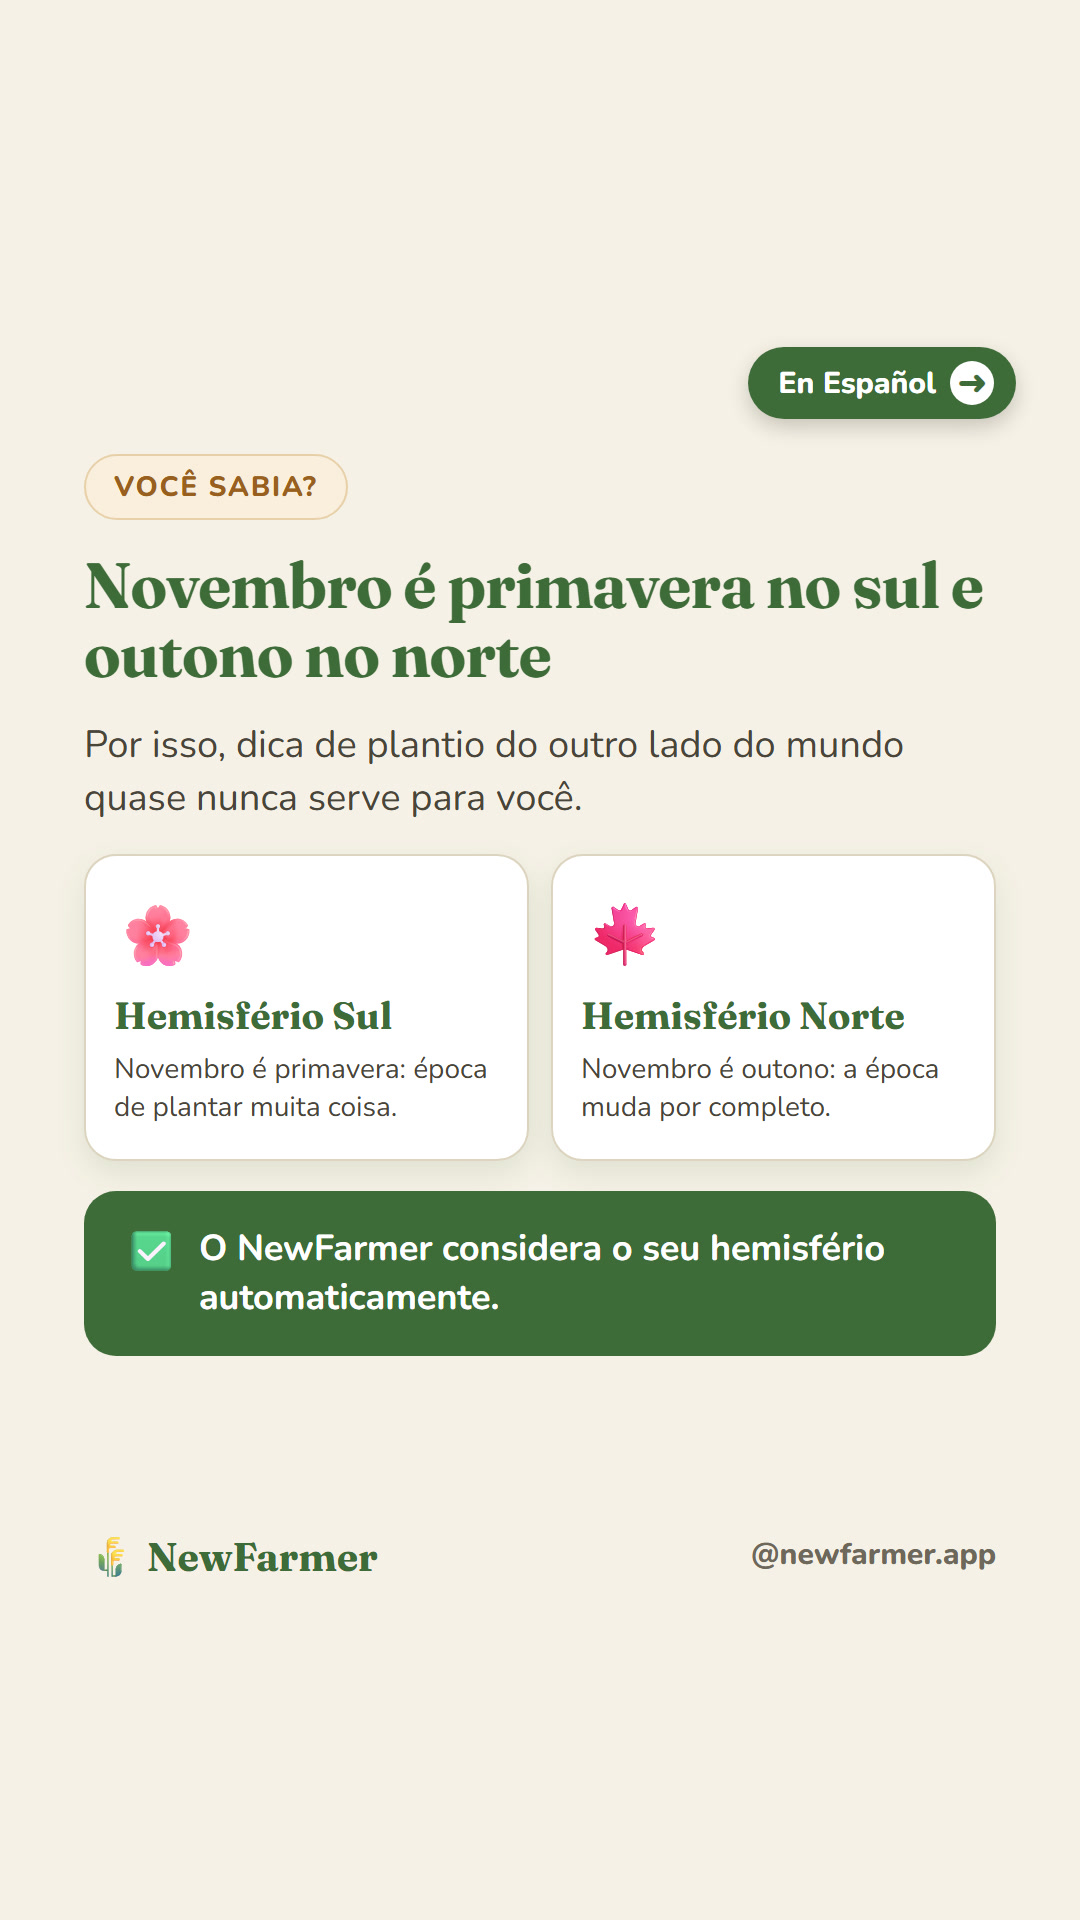 En Español
VOCÊ SABIA?
Novembro é primavera no sul e
outono no norte
Por isso, dica de plantio do outro lado do mundo
quase nunca serve para você.
Hemisfério Sul
Novembro é primavera: época
de plantar muita coisa.
Hemisfério Norte
Novembro é outono: a época
muda por completo.
O NewFarmer considera o seu hemisfério
automaticamente.
NewFarmer
@newfarmer.app